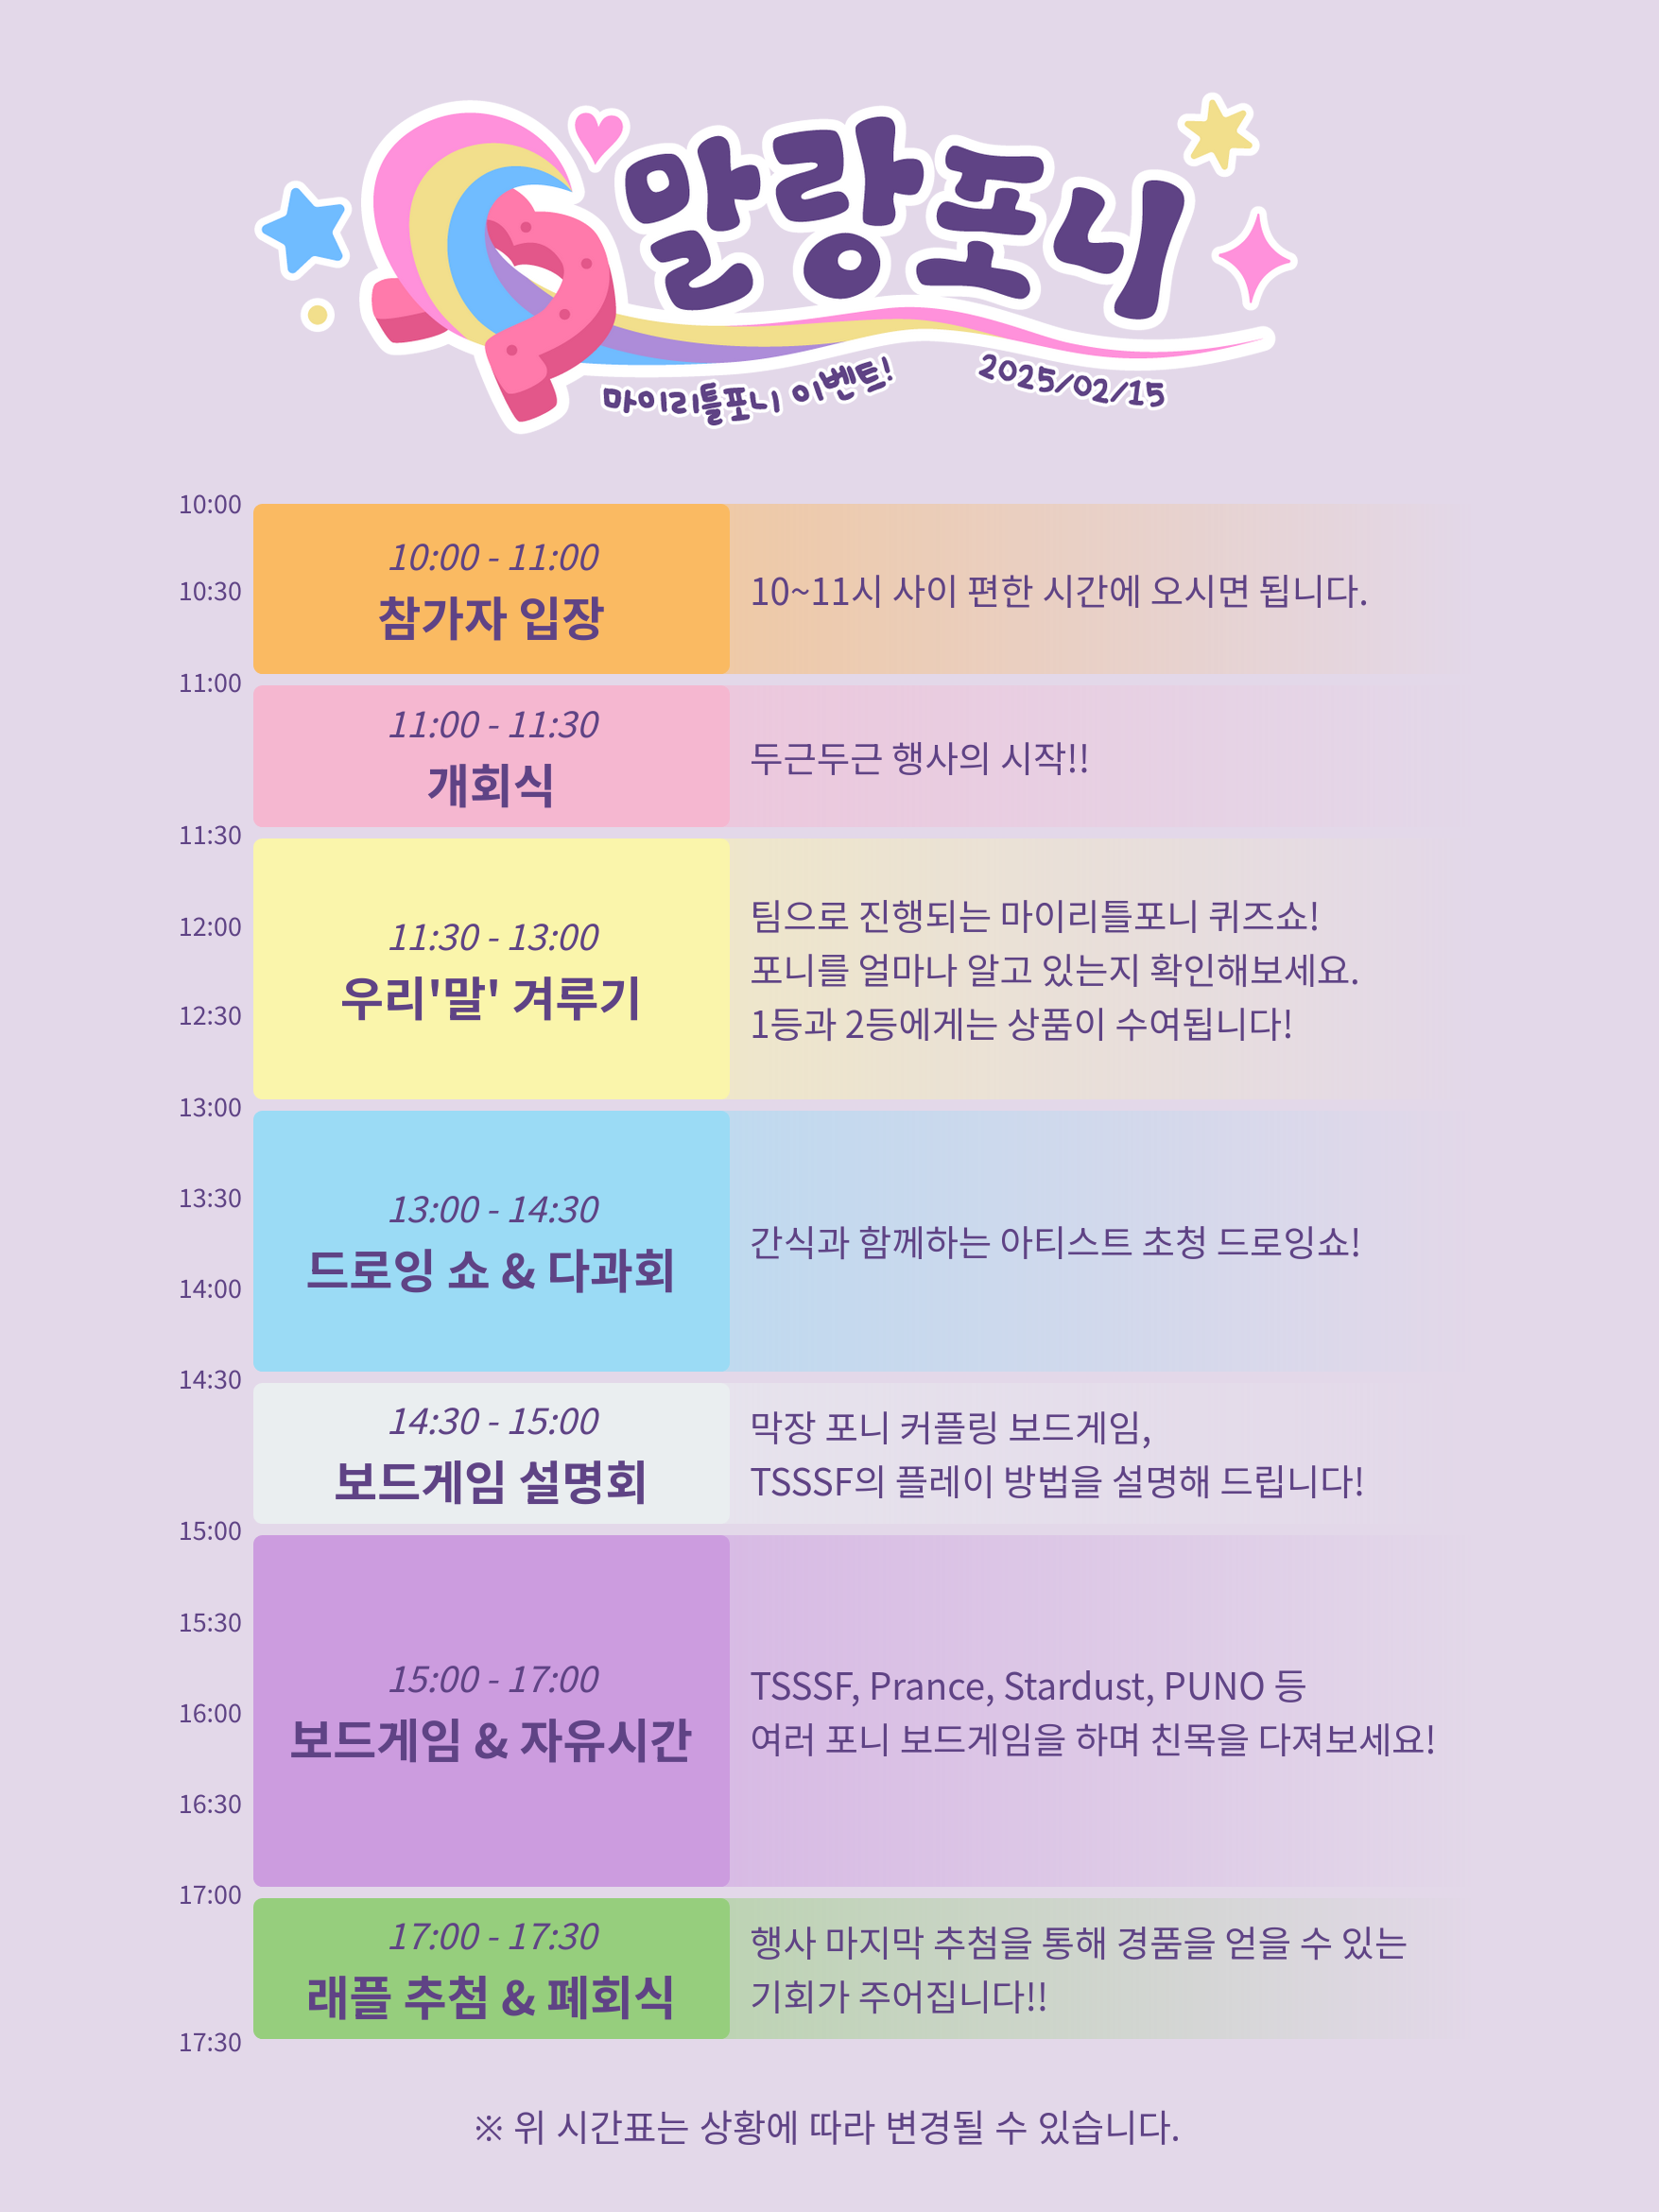 말랑포니
마이리틀포니 이벤트!
2025/02/15
10:00
10:00 - 11:00
참가자 입장
10~11시 사이 편한 시간에 오시면 됩니다.
10:30
11:00
11:00 - 11:30
개회식
두근두근 행사의 시작!!
11:30
11:30 - 13:00
우리'말' 겨루기
팀으로 진행되는 마이리틀포니 퀴즈쇼!
포니를 얼마나 알고 있는지 확인해보세요.
1등과 2등에게는 상품이 수여됩니다!
12:00
12:30
13:00
13:00 - 14:30
드로잉 쇼 & 다과회
간식과 함께하는 아티스트 초청 드로잉쇼!
13:30
14:00
14:30
14:30 - 15:00
보드게임 설명회
막장 포니 커플링 보드게임,
TSSSF의 플레이 방법을 설명해 드립니다!
15:00
15:00 - 17:00
보드게임 & 자유시간
TSSSF, Prance, Stardust, PUNO 등
여러 포니 보드게임을 하며 친목을 다져보세요!
15:30
16:00
16:30
17:00
17:00 - 17:30
래플 추첨 & 폐회식
행사 마지막 추첨을 통해 경품을 얻을 수 있는
기회가 주어집니다!!
17:30
※ 위 시간표는 상황에 따라 변경될 수 있습니다.